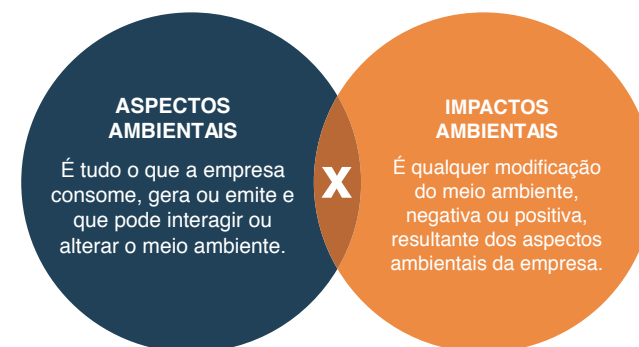 ASPECTOS
AMBIENTAIS
É tudo o que a empresa
consome, gera ou emite e
que pode interagir ou
alterar o meio ambiente.
X
IMPACTOS
AMBIENTAIS
É qualquer modificação
do meio ambiente,
negativa ou positiva,
resultante dos aspectos
ambientais da empresa.